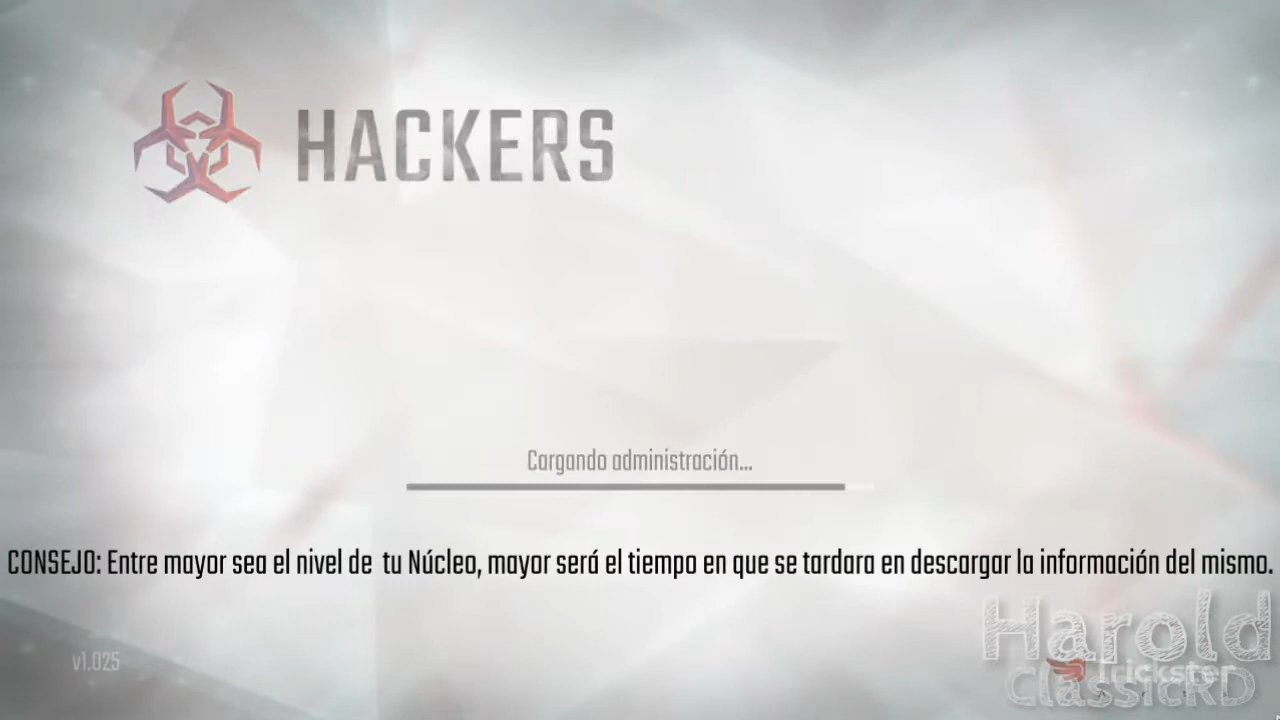 HACKERS
Cargando administración...
CONSEJO: Entre mayor sea el nivel de tu Núcleo, mayor será el tiempo en que se tardara en descargar la información del mismo.
v1.025
Harold
Trickster
ClassicRD